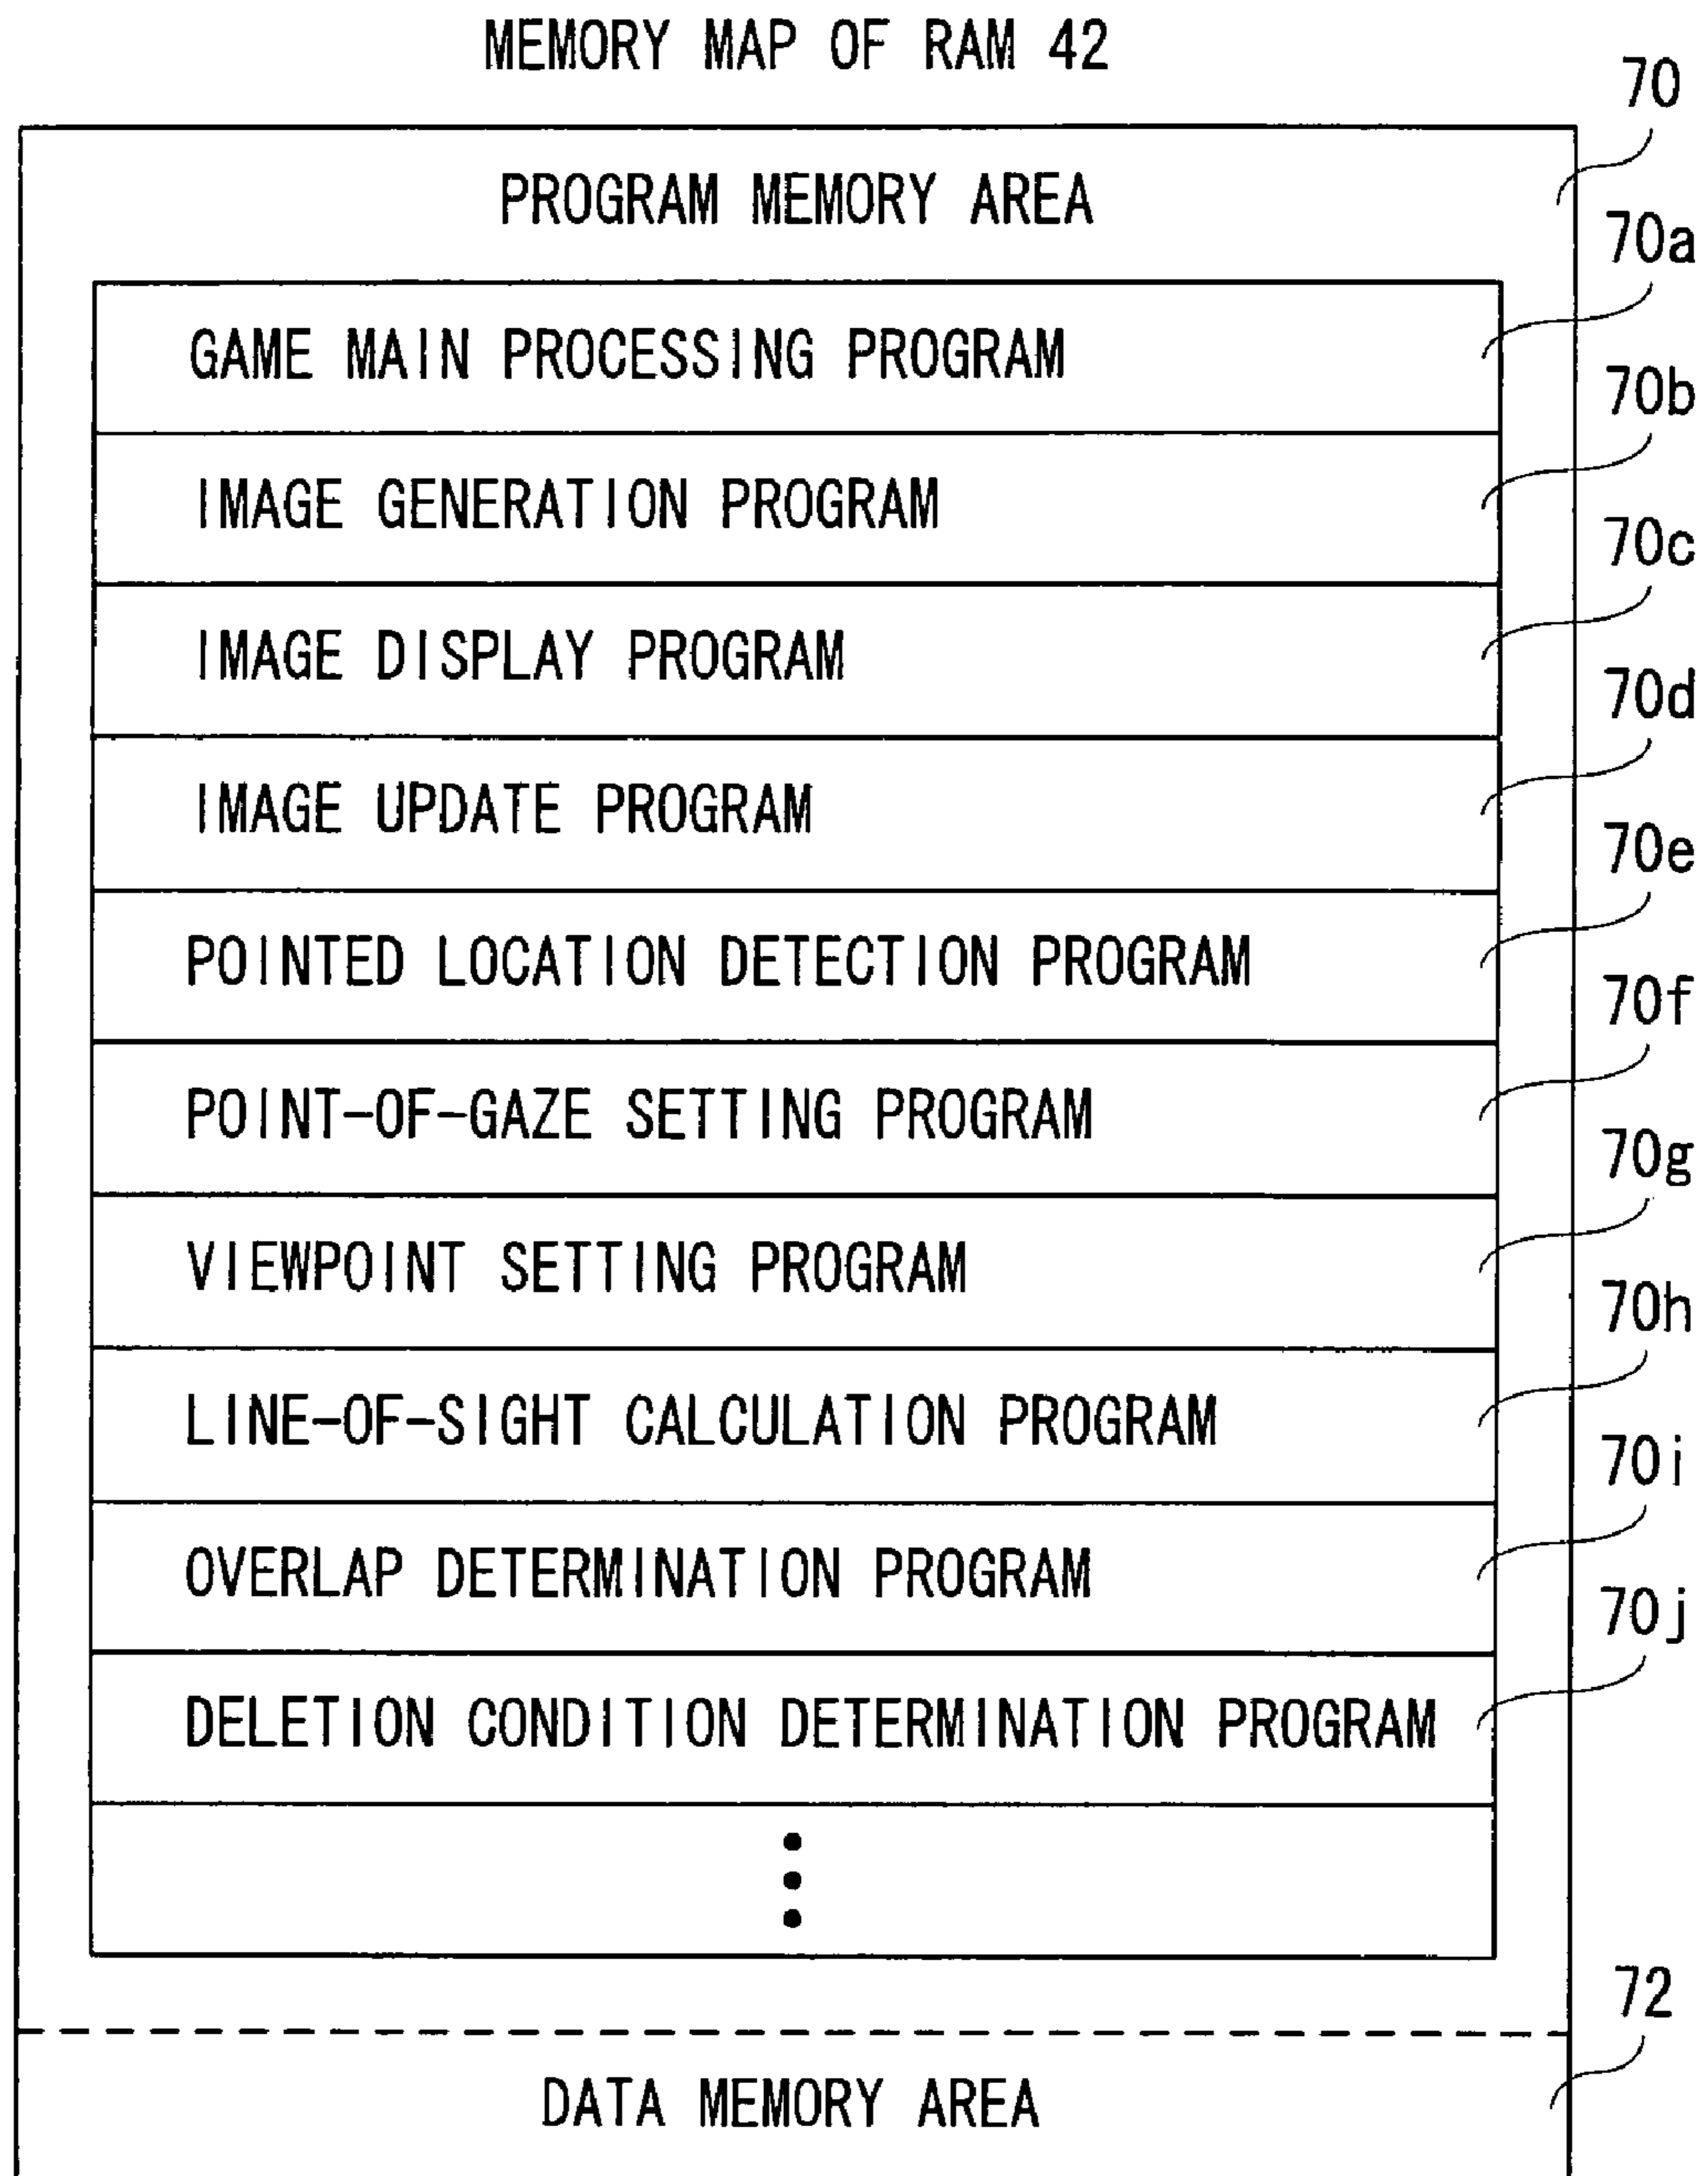 MEMORY MAP OF RAM 42
70
PROGRAM MEMORY AREA
70a
GAME MAIN PROCESSING PROGRAM
70b
IMAGE GENERATION PROGRAM
70c
IMAGE DISPLAY PROGRAM
70d
IMAGE UPDATE PROGRAM
70e
POINTED LOCATION DETECTION PROGRAM
70f
POINT-OF-GAZE SETTING PROGRAM
70g
VIEWPOINT SETTING PROGRAM
70h
LINE-OF-SIGHT CALCULATION PROGRAM
70i
OVERLAP DETERMINATION PROGRAM
70j
DELETION CONDITION DETERMINATION PROGRAM
72
DATA MEMORY AREA